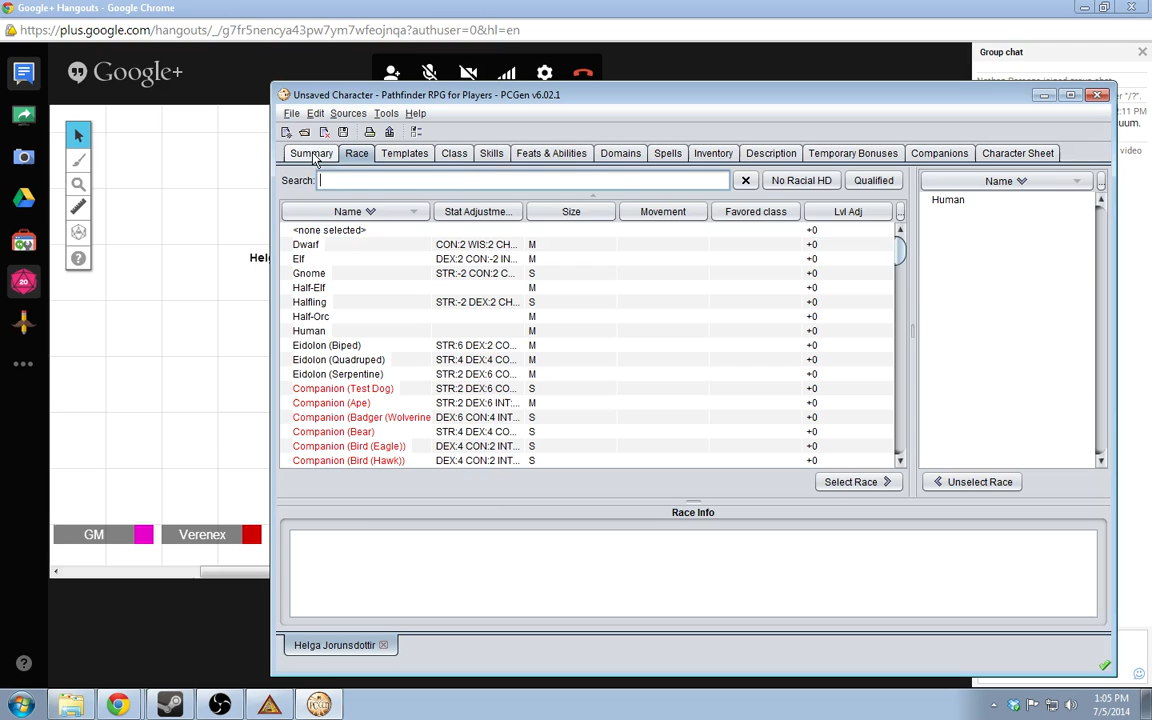 Google+ Hangouts - Google Chrome
https://plus.google.com/hangouts/_/g7fr5nencya43pw7ym7wfeojnqa?authuser=0&hl=en
Google+
Group chat
Unsaved Character - Pathfinder RPG for Players - PCGen v6.02.1
File Edit Sources Tools Help
Summary Race Templates Class Skills Feats & Abilities Domains Spells Inventory Description Temporary Bonuses Companions Character Sheet
Search: No Racial HD Qualified
Name Stat Adjustme... Size Movement Favored class Lvl Adj ...
Name ...
Human
<none selected> +0
Dwarf CON:2 WIS:2 CH... M +0
Elf DEX:2 CON:-2 IN... M +0
Gnome STR:-2 CON:2 C... S +0
Half-Elf M +0
Halfling STR:-2 DEX:2 CH... S +0
Half-Orc M +0
Human M +0
Eidolon (Biped) STR:6 DEX:2 CO... M +0
Eidolon (Quadruped) STR:4 DEX:4 CO... M +0
Eidolon (Serpentine) STR:2 DEX:6 CO... M +0
Companion (Test Dog) STR:2 DEX:6 CO... S +0
Companion (Ape) STR:2 DEX:6 INT:... M +0
Companion (Badger (Wolverine DEX:6 CON:4 INT... S +0
Companion (Bear) STR:4 DEX:4 CO... S +0
Companion (Bird (Eagle)) DEX:4 CON:2 INT... S +0
Companion (Bird (Hawk)) DEX:4 CON:2 INT... S +0
Select Race
Unselect Race
Race Info
Helga Jorunsdottir
Hel
GM Verenex
20
"/?".
:11 PM
uum.
video
1:05 PM
7/5/2014